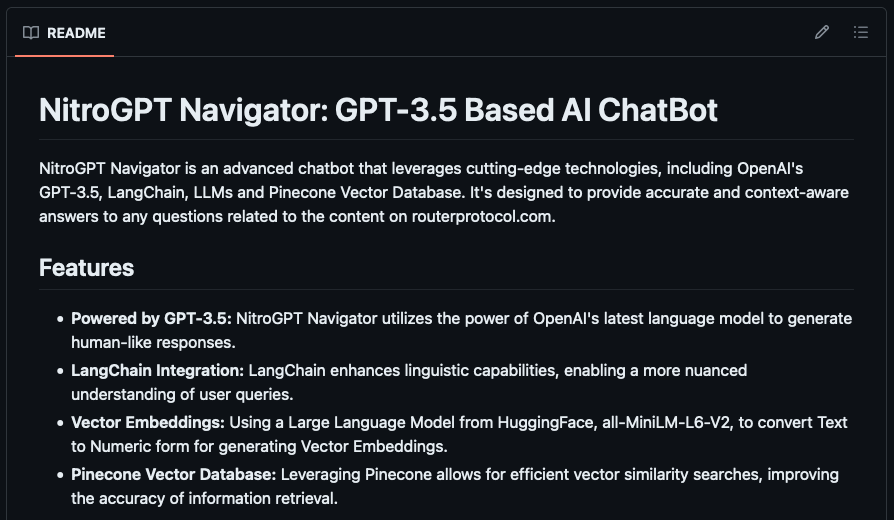 README
NitroGPT Navigator: GPT-3.5 Based AI ChatBot
NitroGPT Navigator is an advanced chatbot that leverages cutting-edge technologies, including OpenAI's
GPT-3.5, LangChain, LLMs and Pinecone Vector Database. It's designed to provide accurate and context-aware
answers to any questions related to the content on routerprotocol.com.
Features
• Powered by GPT-3.5: NitroGPT Navigator utilizes the power of OpenAI's latest language model to generate
human-like responses.
• LangChain Integration: LangChain enhances linguistic capabilities, enabling a more nuanced
understanding of user queries.
• Vector Embeddings: Using a Large Language Model from HuggingFace, all-MiniLM-L6-V2, to convert Text
to Numeric form for generating Vector Embeddings.
• Pinecone Vector Database: Leveraging Pinecone allows for efficient vector similarity searches, improving
the accuracy of information retrieval.